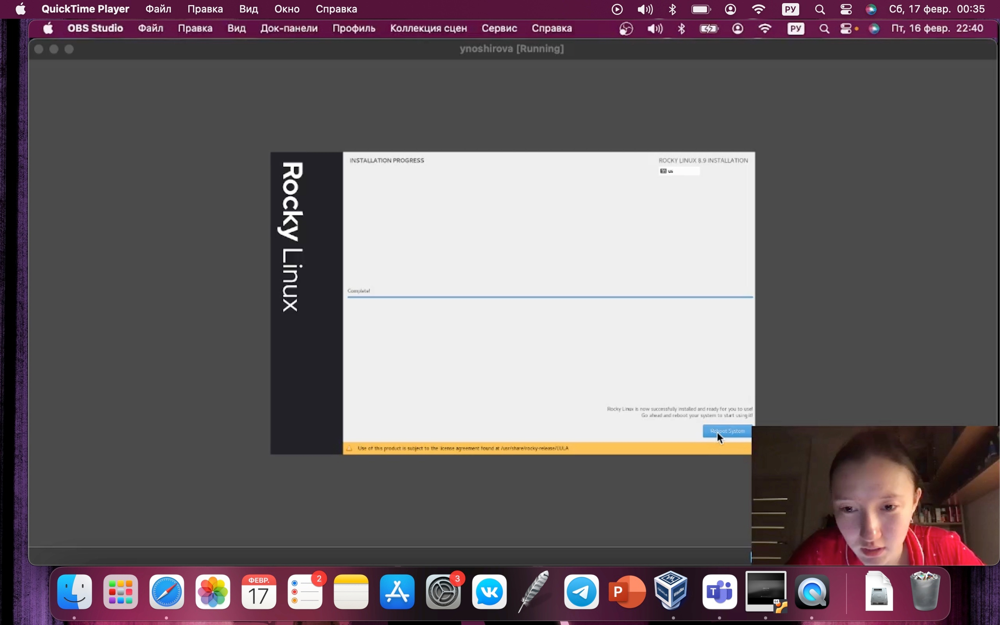 QuickTime Player Файл Правка Вид Окно Справка РУ Сб, 17 февр. 00:35
OBS Studio Файл Правка Вид Док-панели Профиль Коллекция сцен Сервис Справка РУ Пт, 16 февр. 22:40
ynoshirova [Running]
Rocky Linux
INSTALLATION PROGRESS
ROCKY LINUX 8.9 INSTALLATION
us
Complete!
Rocky Linux is now successfully installed and ready for you to use!
Go ahead and reboot your system to start using it!
Reboot System
Use of this product is subject to the license agreement found at /usr/share/rocky-release/EULA
ФЕВР.
17
2
3
P
T
64